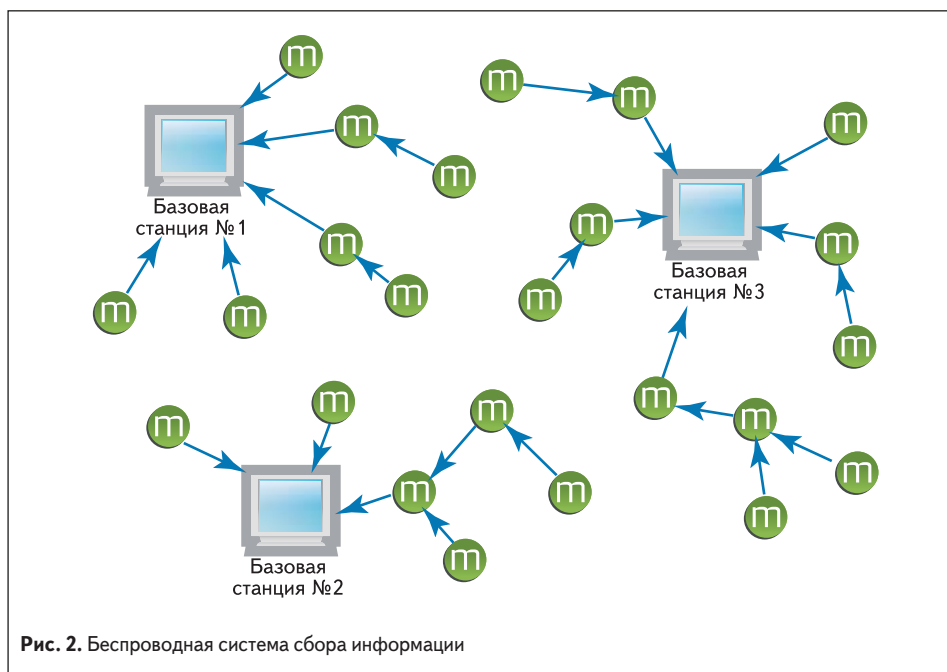 m
m
m
m
m
m
m
Базовая
станция №1
m
m
m
m
m
m
m
m
Базовая
станция №3
m
m
m
m
m
m
m
m
m
m
m
Базовая
станция №2
Рис. 2. Беспроводная система сбора информации